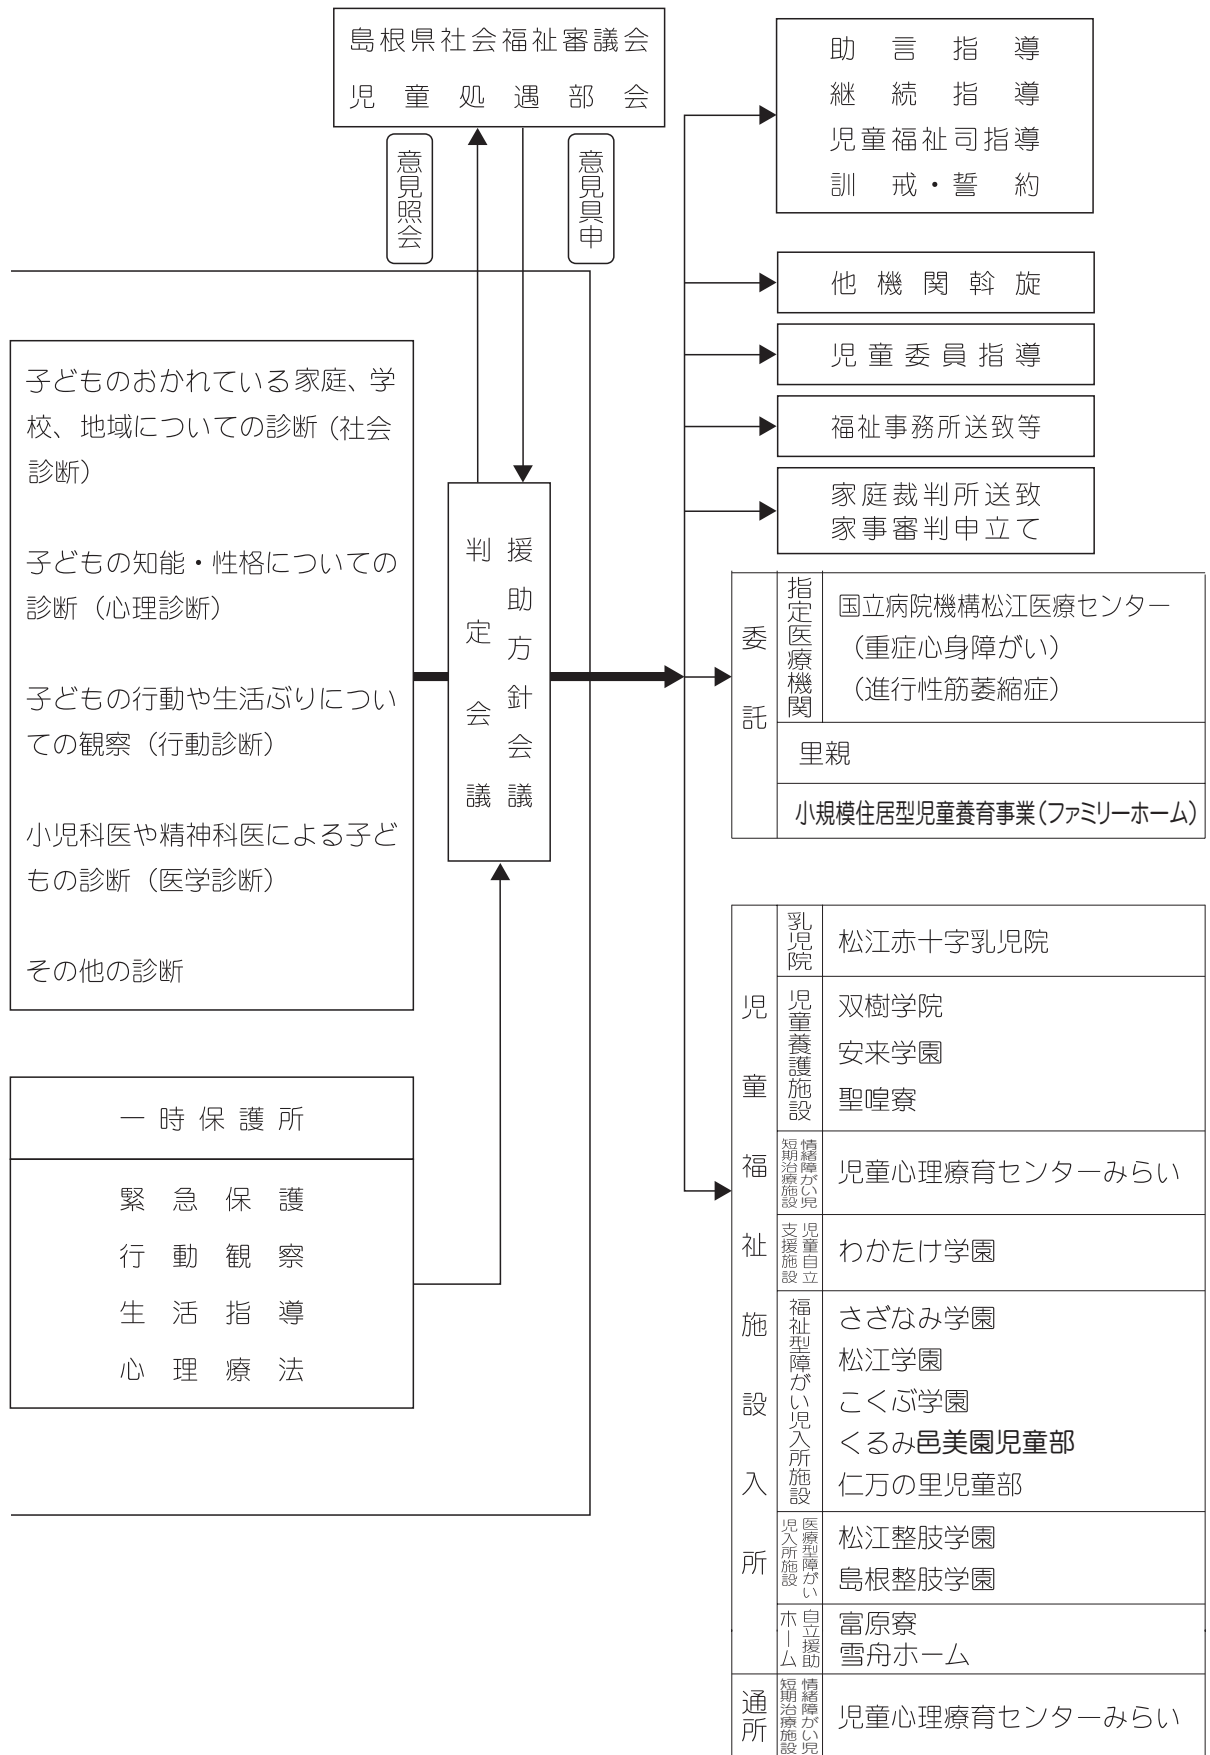 島根県社会福祉審議会
児童処遇部会
意見照会
意見具申
子どものおかれている家庭、学
校、地域についての診断（社会
診断）
子どもの知能・性格についての
診断（心理診断）
子どもの行動や生活ぶりについ
ての観察（行動診断）
小児科医や精神科医による子ど
もの診断（医学診断）
その他の診断
一時保護所
緊急保護
行動観察
生活指導
心理療法
援助方針会議
判定会議
助言指導
継続指導
児童福祉司指導
訓戒・誓約
他機関斡旋
児童委員指導
福祉事務所送致等
家庭裁判所送致
家事審判申立て
委託
指定医療機関
国立病院機構松江医療センター
（重症心身障がい）
（進行性筋萎縮症）
里親
小規模住居型児童養育事業（ファミリーホーム）
児童福祉施設入所
乳児院
松江赤十字乳児院
児童養護施設
双樹学院
安来学園
聖喤寮
情緒障がい児
短期治療施設
児童心理療育センターみらい
児童自立
支援施設
わかたけ学園
福祉型障がい児入所施設
さざなみ学園
松江学園
こくぶ学園
くるみ邑美園児童部
仁万の里児童部
医療型障がい
児入所施設
松江整肢学園
島根整肢学園
自立援助
ホーム
富原寮
雪舟ホーム
通所
情緒障がい児
短期治療施設
児童心理療育センターみらい